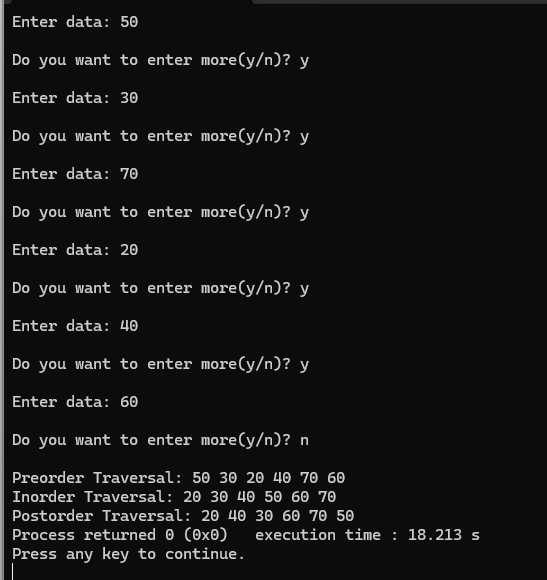 Enter data: 50
Do you want to enter more(y/n)? y
Enter data: 30
Do you want to enter more(y/n)? y
Enter data: 70
Do you want to enter more(y/n)? y
Enter data: 20
Do you want to enter more(y/n)? y
Enter data: 40
Do you want to enter more(y/n)? y
Enter data: 60
Do you want to enter more(y/n)? n
Preorder Traversal: 50 30 20 40 70 60
Inorder Traversal: 20 30 40 50 60 70
Postorder Traversal: 20 40 30 60 70 50
Process returned 0 (0x0)   execution time : 18.213 s
Press any key to continue.